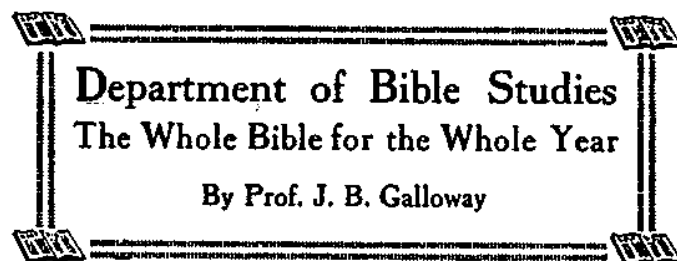 Department of Bible Studies
The Whole Bible for the Whole Year
By Prof. J. B. Galloway